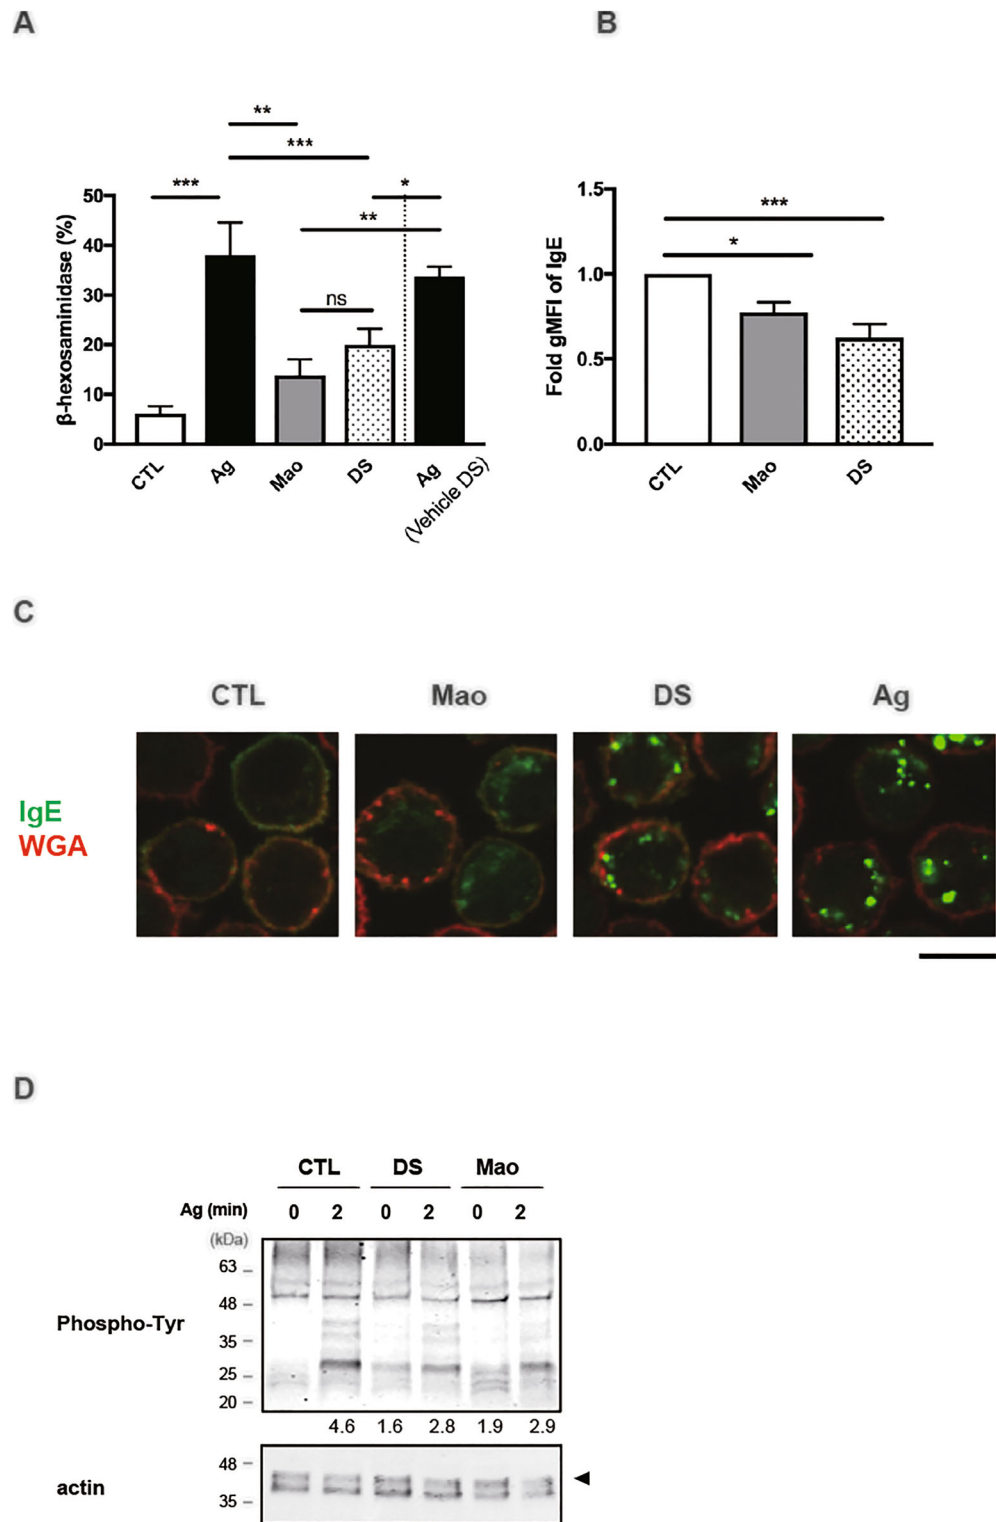 A
B
**
***
***
*
**
ns
β-hexosaminidase (%)
50
40
30
20
10
0
CTL
Ag
Mao
DS
Ag
(Vehicle DS)
***
*
Fold gMFI of IgE
1.5
1.0
0.5
0.0
CTL
Mao
DS
C
CTL Mao DS Ag
IgE
WGA
D
CTL DS Mao
Ag (min) 0 2 0 2 0 2
(kDa)
63
48
Phospho-Tyr
35
25
20
4.6 1.6 2.8 1.9 2.9
48
actin
35